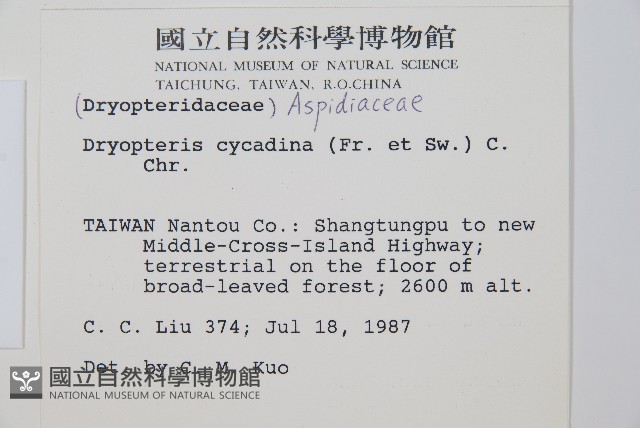 國立自然科學博物館
NATIONAL MUSEUM OF NATURAL SCIENCE
TAICHUNG, TAIWAN, R.O.CHINA
(Dryopteridaceae) Aspidiaceae
Dryopteris cycadina (Fr. et Sw.) C.
Chr.
TAIWAN Nantou Co.: Shangtungpu to new
Middle-Cross-Island Highway;
terrestrial on the floor of
broad-leaved forest; 2600 m alt.
C. C. Liu 374; Jul 18, 1987
Det. by C. M. Kuo
國立自然科學博物館
NATIONAL MUSEUM OF NATURAL SCIENCE